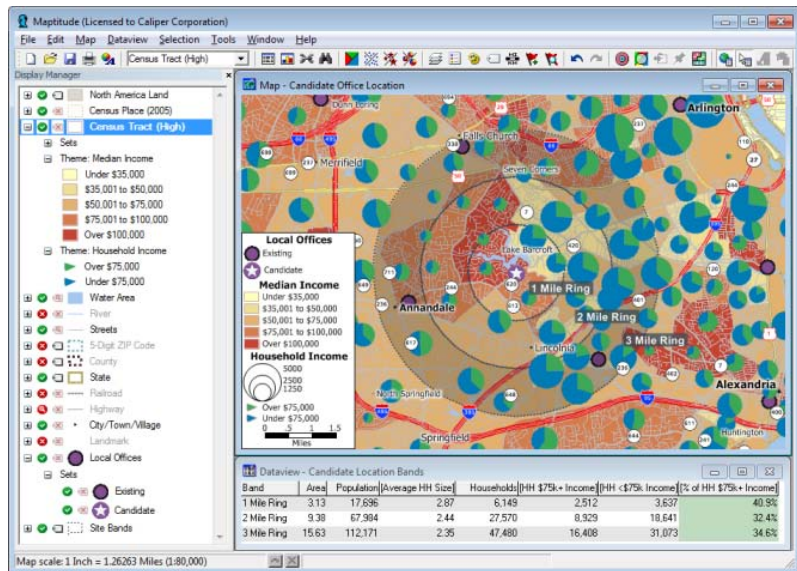 Maptitude (Licensed to Caliper Corporation)
File Edit Map Dataview Selection Tools Window Help
Census Tract (High)
Display Manager
North America Land
Census Place (2005)
Census Tract (High)
Sets
Theme: Median Income
Under $35,000
$35,001 to $50,000
$50,001 to $75,000
$75,001 to $100,000
Over $100,000
Theme: Household Income
Over $75,000
Under $75,000
Water Area
River
Streets
5-Digit ZIP Code
County
State
Railroad
Highway
City/Town/Village
Landmark
Local Offices
Sets
Existing
Candidate
Site Bands
Map - Candidate Office Location
Dunn Loring
Arlington
Falls Church
Merrifield
Seven Corners
Lake Barcroft
1 Mile Ring
2 Mile Ring
3 Mile Ring
Annandale
Lincolnia
North Springfield
Springfield
Alexandria
Huntington
Local Offices
Existing
Candidate
Median Income
Under $35,000
$35,001 to $50,000
$50,001 to $75,000
$75,001 to $100,000
Over $100,000
Household Income
5000
2500
1250
Over $75,000
Under $75,000
0 .5 1 1.5
Miles
Dataview - Candidate Location Bands
Band Area Population [Average HH Size] Households [HH $75k+ Income] [HH <$75k Income] [% of HH $75k+ Income]
1 Mile Ring 3.13 17,696 2.87 6,149 2,512 3,637 40.9%
2 Mile Ring 9.38 67,984 2.44 27,570 8,929 18,641 32.4%
3 Mile Ring 15.63 112,171 2.35 47,480 16,408 31,073 34.6%
Map scale: 1 Inch = 1.26263 Miles (1:80,000)